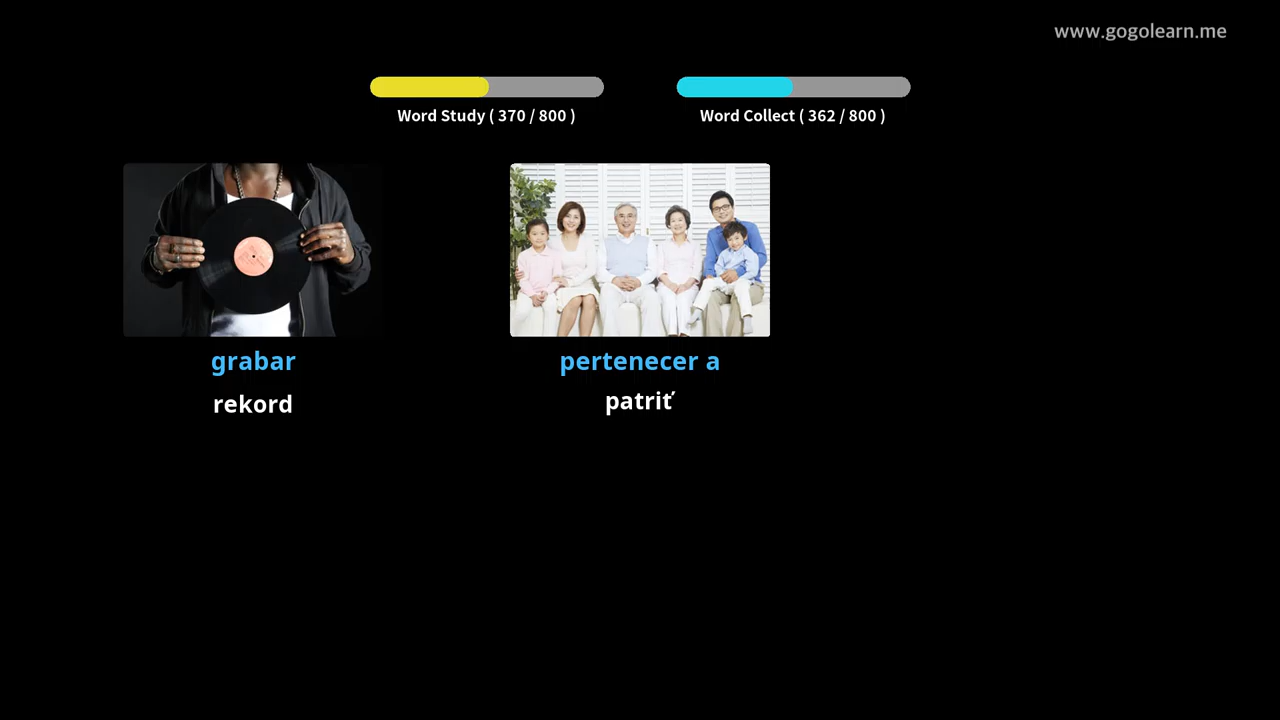 www.gogolearn.me
Word Study ( 370 / 800 )
Word Collect ( 362 / 800 )
grabar
rekord
pertenecer a
patriť